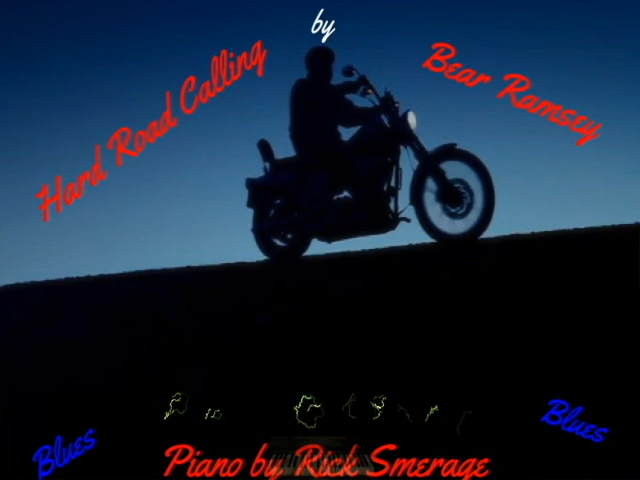 by
Hard Road Calling
Bear Ramsey
Blues
Blues
Piano by Rick Smerage